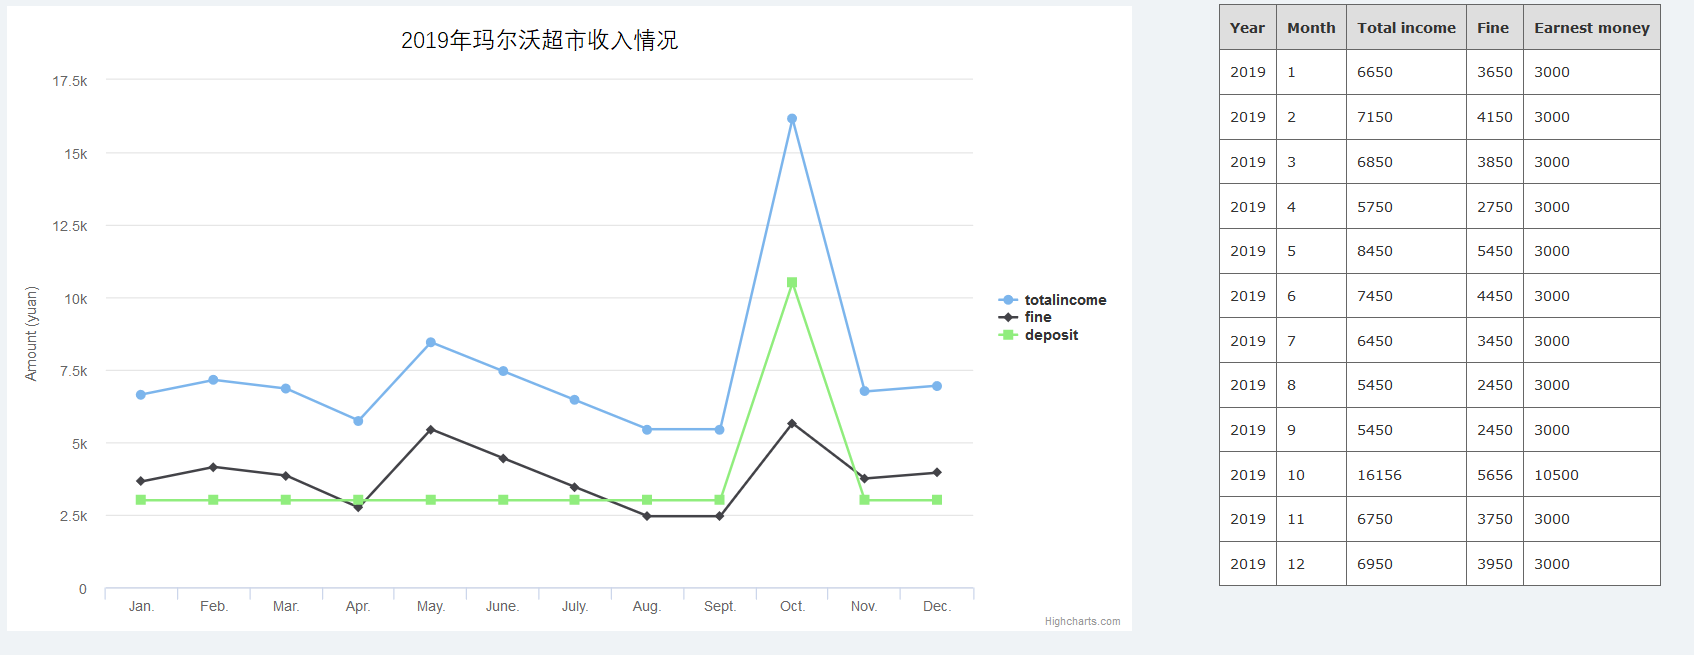 2019年玛尔沃超市收入情况
17.5k
15k
12.5k
10k
7.5k
5k
2.5k
0
Amount (yuan)
Jan. Feb. Mar. Apr. May. June. July. Aug. Sept. Oct. Nov. Dec.
totalincome
fine
deposit
Highcharts.com
Year Month Total income Fine Earnest money
2019 1 6650 3650 3000
2019 2 7150 4150 3000
2019 3 6850 3850 3000
2019 4 5750 2750 3000
2019 5 8450 5450 3000
2019 6 7450 4450 3000
2019 7 6450 3450 3000
2019 8 5450 2450 3000
2019 9 5450 2450 3000
2019 10 16156 5656 10500
2019 11 6750 3750 3000
2019 12 6950 3950 3000